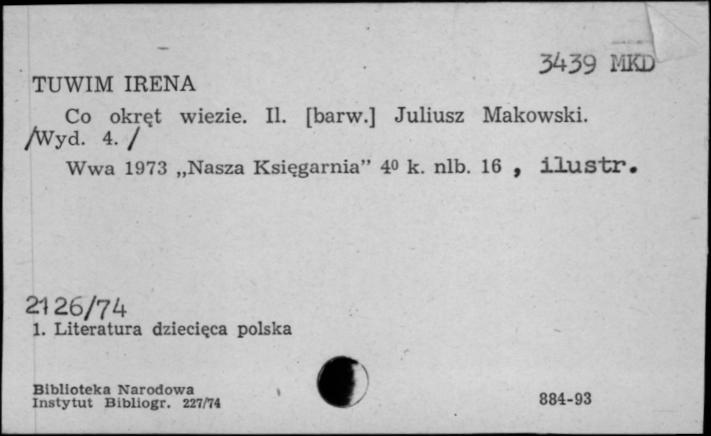 3439 MKD
TUWIM IRENA
Co okręt wiezie. Il. [barw.] Juliusz Makowski.
/Wyd. 4. /
Wwa 1973 „Nasza Księgarnia” 4⁰ k. nlb. 16 , ilustr.
2126/74
1. Literatura dziecięca polska
Biblioteka Narodowa
Instytut Bibliogr. 227/74
884-93